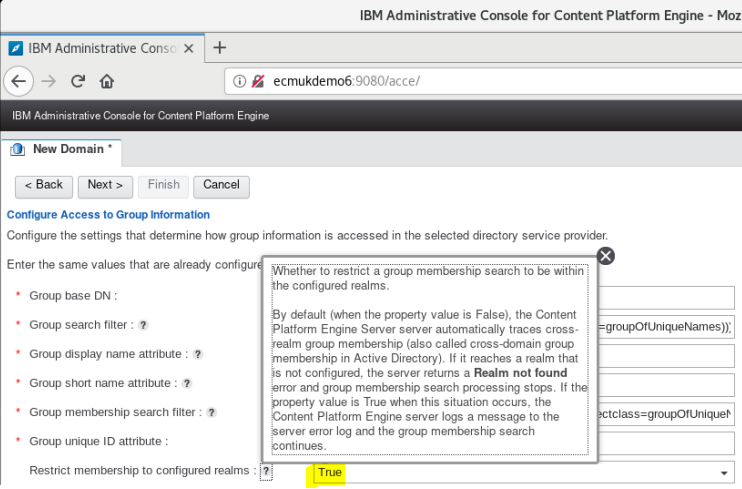 IBM Administrative Console for Content Platform Engine - Moz
IBM Administrative Conso
ecmukdemo6:9080/acce/
IBM Administrative Console for Content Platform Engine
New Domain *
< Back Next > Finish Cancel
Configure Access to Group Information
Configure the settings that determine how group information is accessed in the selected directory service provider.
Enter the same values that are already configure
* Group base DN :
* Group search filter : ?
=groupOfUniqueNames))
* Group display name attribute : ?
* Group short name attribute : ?
* Group membership search filter : ?
ectclass=groupOfUniqueN
* Group unique ID attribute :
Restrict membership to configured realms : ? True
Whether to restrict a group membership search to be within
the configured realms.
By default (when the property value is False), the Content
Platform Engine Server server automatically traces cross-
realm group membership (also called cross-domain group
membership in Active Directory). If it reaches a realm that
is not configured, the server returns a Realm not found
error and group membership search processing stops. If the
property value is True when this situation occurs, the
Content Platform Engine server logs a message to the
server error log and the group membership search
continues.